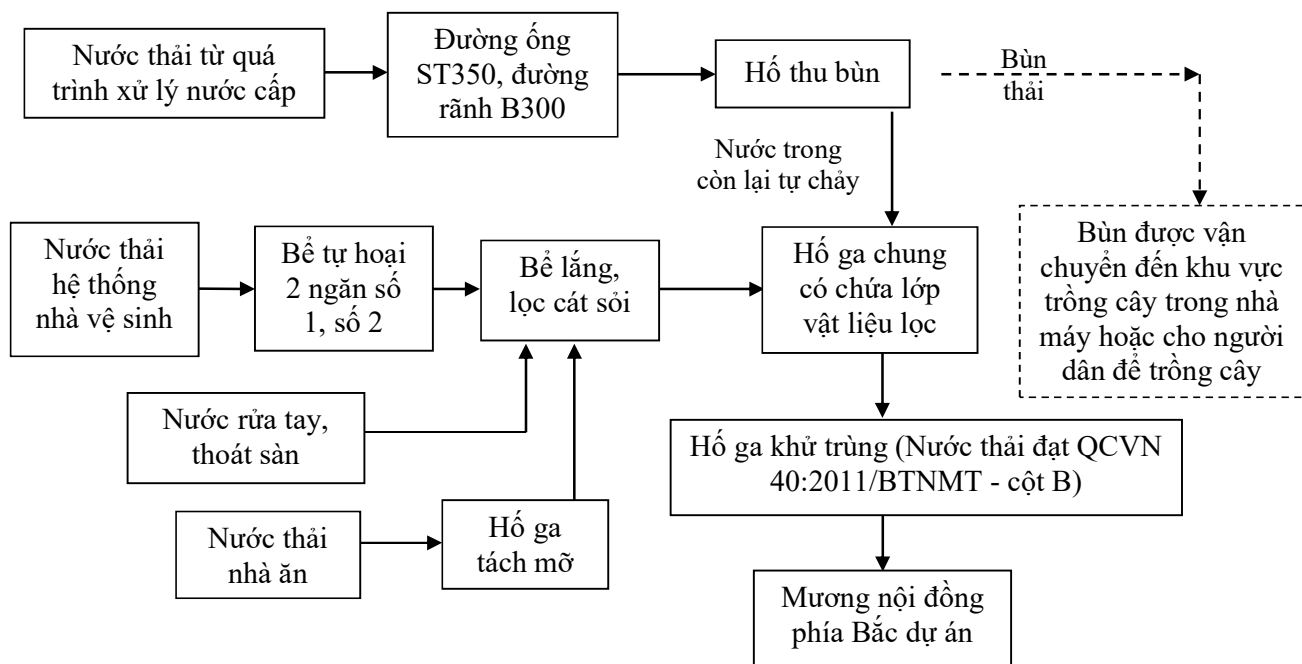 Nước thải từ quá
trình xử lý nước cấp
Đường ống
ST350, đường
rãnh B300
Hố thu bùn
Bùn
thải
Nước trong
còn lại tự chảy
Nước thải
hệ thống
nhà vệ sinh
Bể tự hoại
2 ngăn số
1, số 2
Bể lắng,
lọc cát sỏi
Hố ga chung
có chứa lớp
vật liệu lọc
Bùn được vận
chuyển đến khu vực
trồng cây trong nhà
máy hoặc cho người
dân để trồng cây
Nước rửa tay,
thoát sàn
Hố ga khử trùng (Nước thải đạt QCVN
40:2011/BTNMT - cột B)
Nước thải
nhà ăn
Hố ga
tách mỡ
Mương nội đồng
phía Bắc dự án